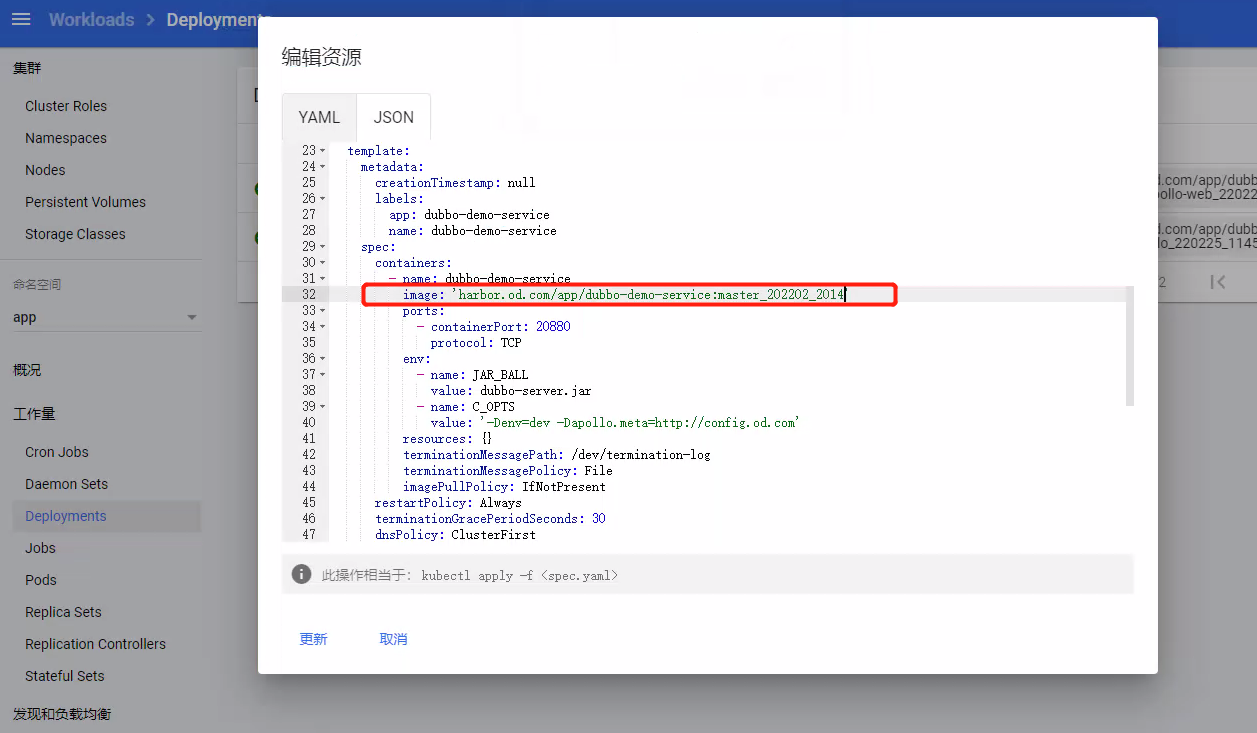 Workloads > Deployment
集群
Cluster Roles
Namespaces
Nodes
Persistent Volumes
Storage Classes
命名空间
app
概况
工作量
Cron Jobs
Daemon Sets
Deployments
Jobs
Pods
Replica Sets
Replication Controllers
Stateful Sets
发现和负载均衡
编辑资源
YAML JSON
23 template:
24 metadata:
25 creationTimestamp: null
26 labels:
27 app: dubbo-demo-service
28 name: dubbo-demo-service
29 spec:
30 containers:
31 - name: dubbo-demo-service
32 image: 'harbor.od.com/app/dubbo-demo-service:master_202202_2014'
33 ports:
34 - containerPort: 20880
35 protocol: TCP
36 env:
37 - name: JAR_BALL
38 value: dubbo-server.jar
39 - name: C_OPTS
40 value: '-Denv=dev -Dapollo.meta=http://config.od.com'
41 resources: {}
42 terminationMessagePath: /dev/termination-log
43 terminationMessagePolicy: File
44 imagePullPolicy: IfNotPresent
45 restartPolicy: Always
46 terminationGracePeriodSeconds: 30
47 dnsPolicy: ClusterFirst
此操作相当于: kubectl apply -f <spec.yaml>
更新 取消
.com/app/dubb
ollo-web_22022
d.com/app/dubb
lo_220225_1145
2